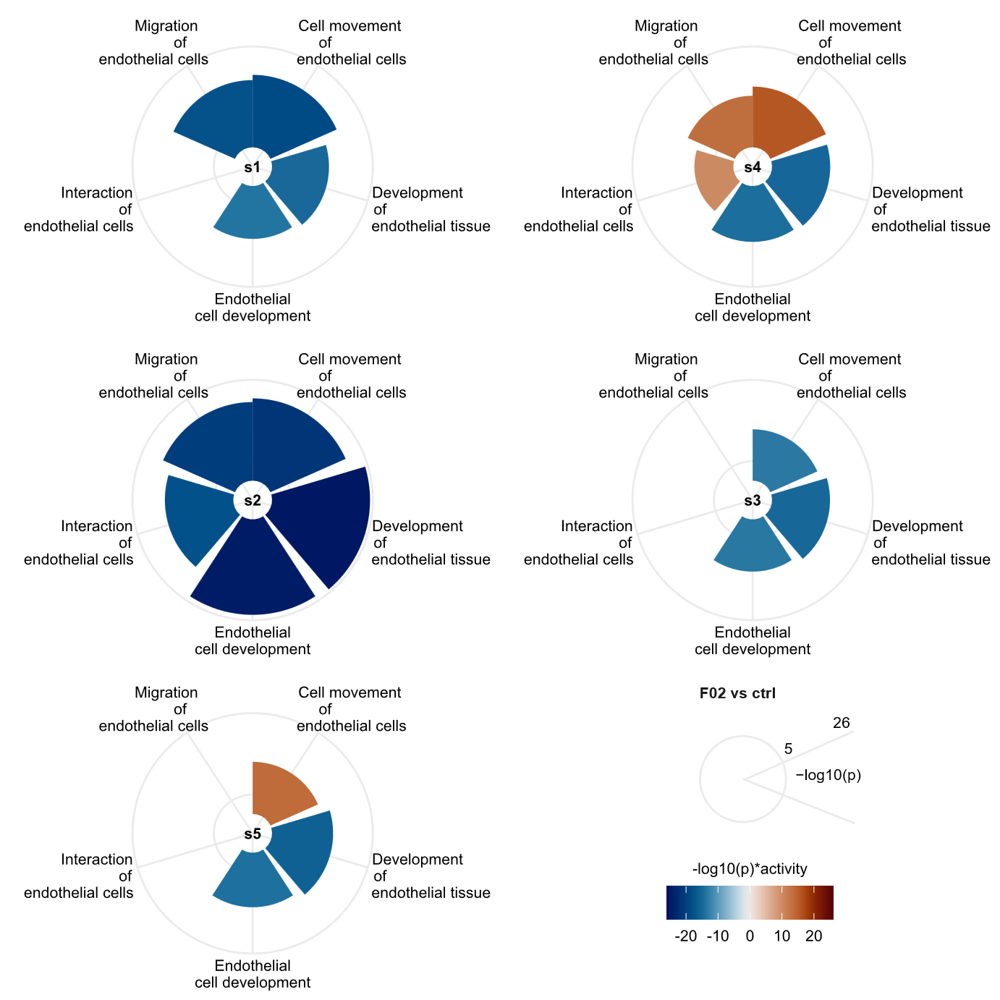 Migration
of
endothelial cells
Cell movement
of
endothelial cells
s1
Interaction
of
endothelial cells
Development
of
endothelial tissue
Endothelial
cell development
Migration
of
endothelial cells
Cell movement
of
endothelial cells
s4
Interaction
of
endothelial cells
Development
of
endothelial tissue
Endothelial
cell development
Migration
of
endothelial cells
Cell movement
of
endothelial cells
s2
Interaction
of
endothelial cells
Development
of
endothelial tissue
Endothelial
cell development
Migration
of
endothelial cells
Cell movement
of
endothelial cells
s3
Interaction
of
endothelial cells
Development
of
endothelial tissue
Endothelial
cell development
Migration
of
endothelial cells
Cell movement
of
endothelial cells
s5
Interaction
of
endothelial cells
Development
of
endothelial tissue
Endothelial
cell development
F02 vs ctrl
26
5
−log10(p)
-log10(p)*activity
-20 -10 0 10 20